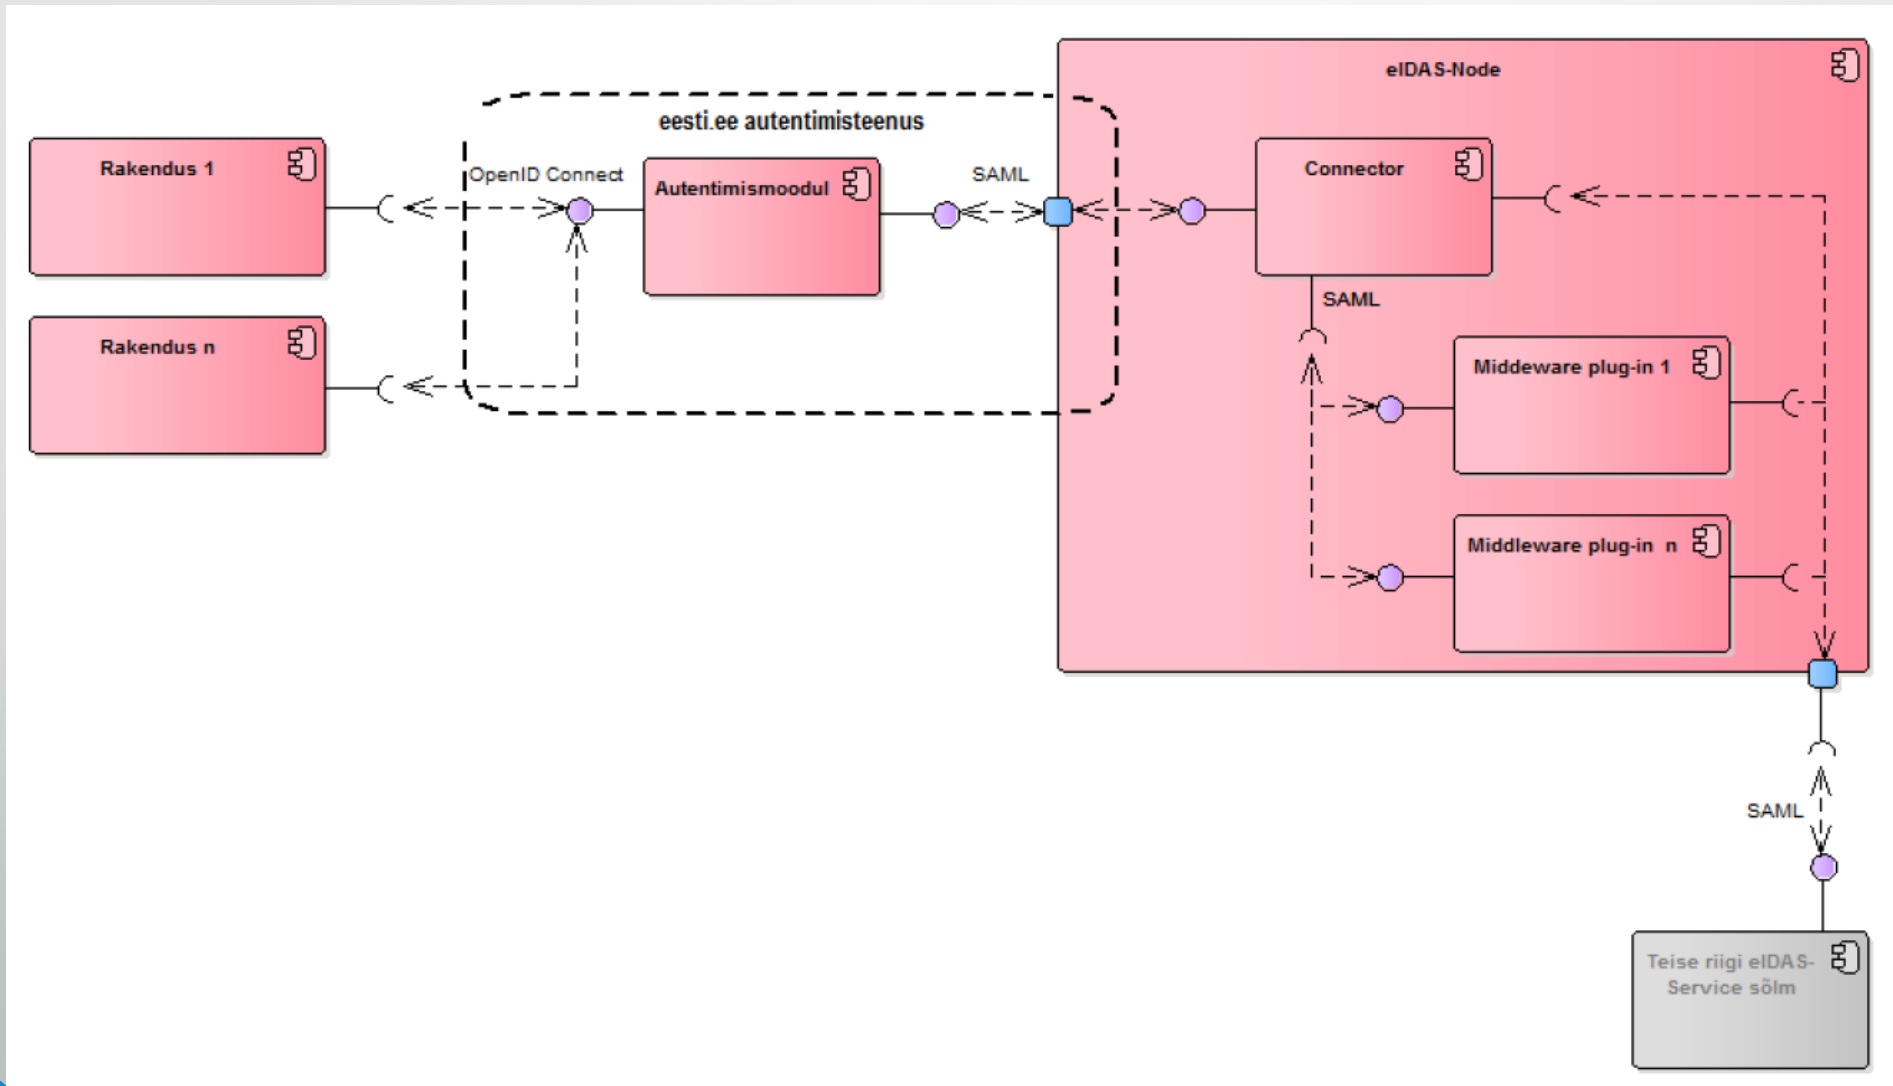 eIDAS-Node
eesti.ee autentimisteenus
Rakendus 1
OpenID Connect
Autentimismoodul
SAML
Connector
SAML
Rakendus n
Middeware plug-in 1
Middleware plug-in n
SAML
Teise riigi eIDAS-
Service sõlm